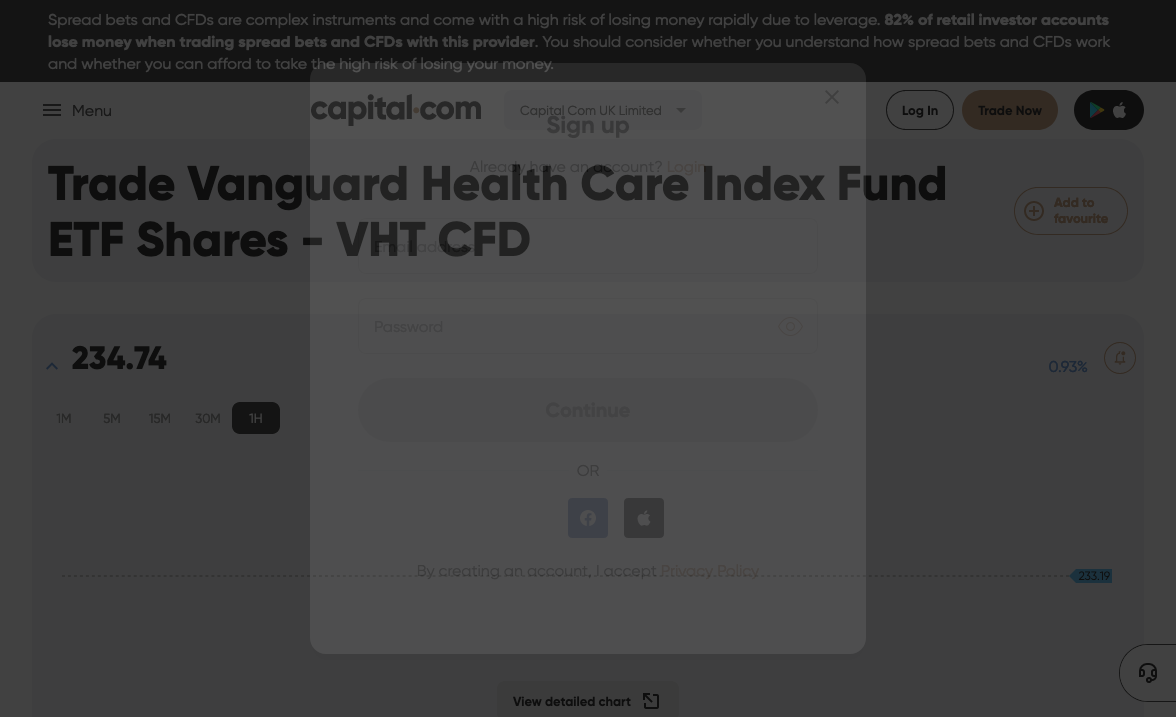 Spread bets and CFDs are complex instruments and come with a high risk of losing money rapidly due to leverage. 82% of retail investor accounts
lose money when trading spread bets and CFDs with this provider. You should consider whether you understand how spread bets and CFDs work
and whether you can afford to take the high risk of losing your money.
Menu
capital.com
Capital Com UK Limited
Log In
Trade Now
Sign up
Already have an account? Login
Trade Vanguard Health Care Index Fund
ETF Shares - VHT CFD
Add to
favourite
Email address
Password
234.74
0.93%
1M
5M
15M
30M
1H
Continue
OR
By creating an account, I accept Privacy Policy
233.19
View detailed chart